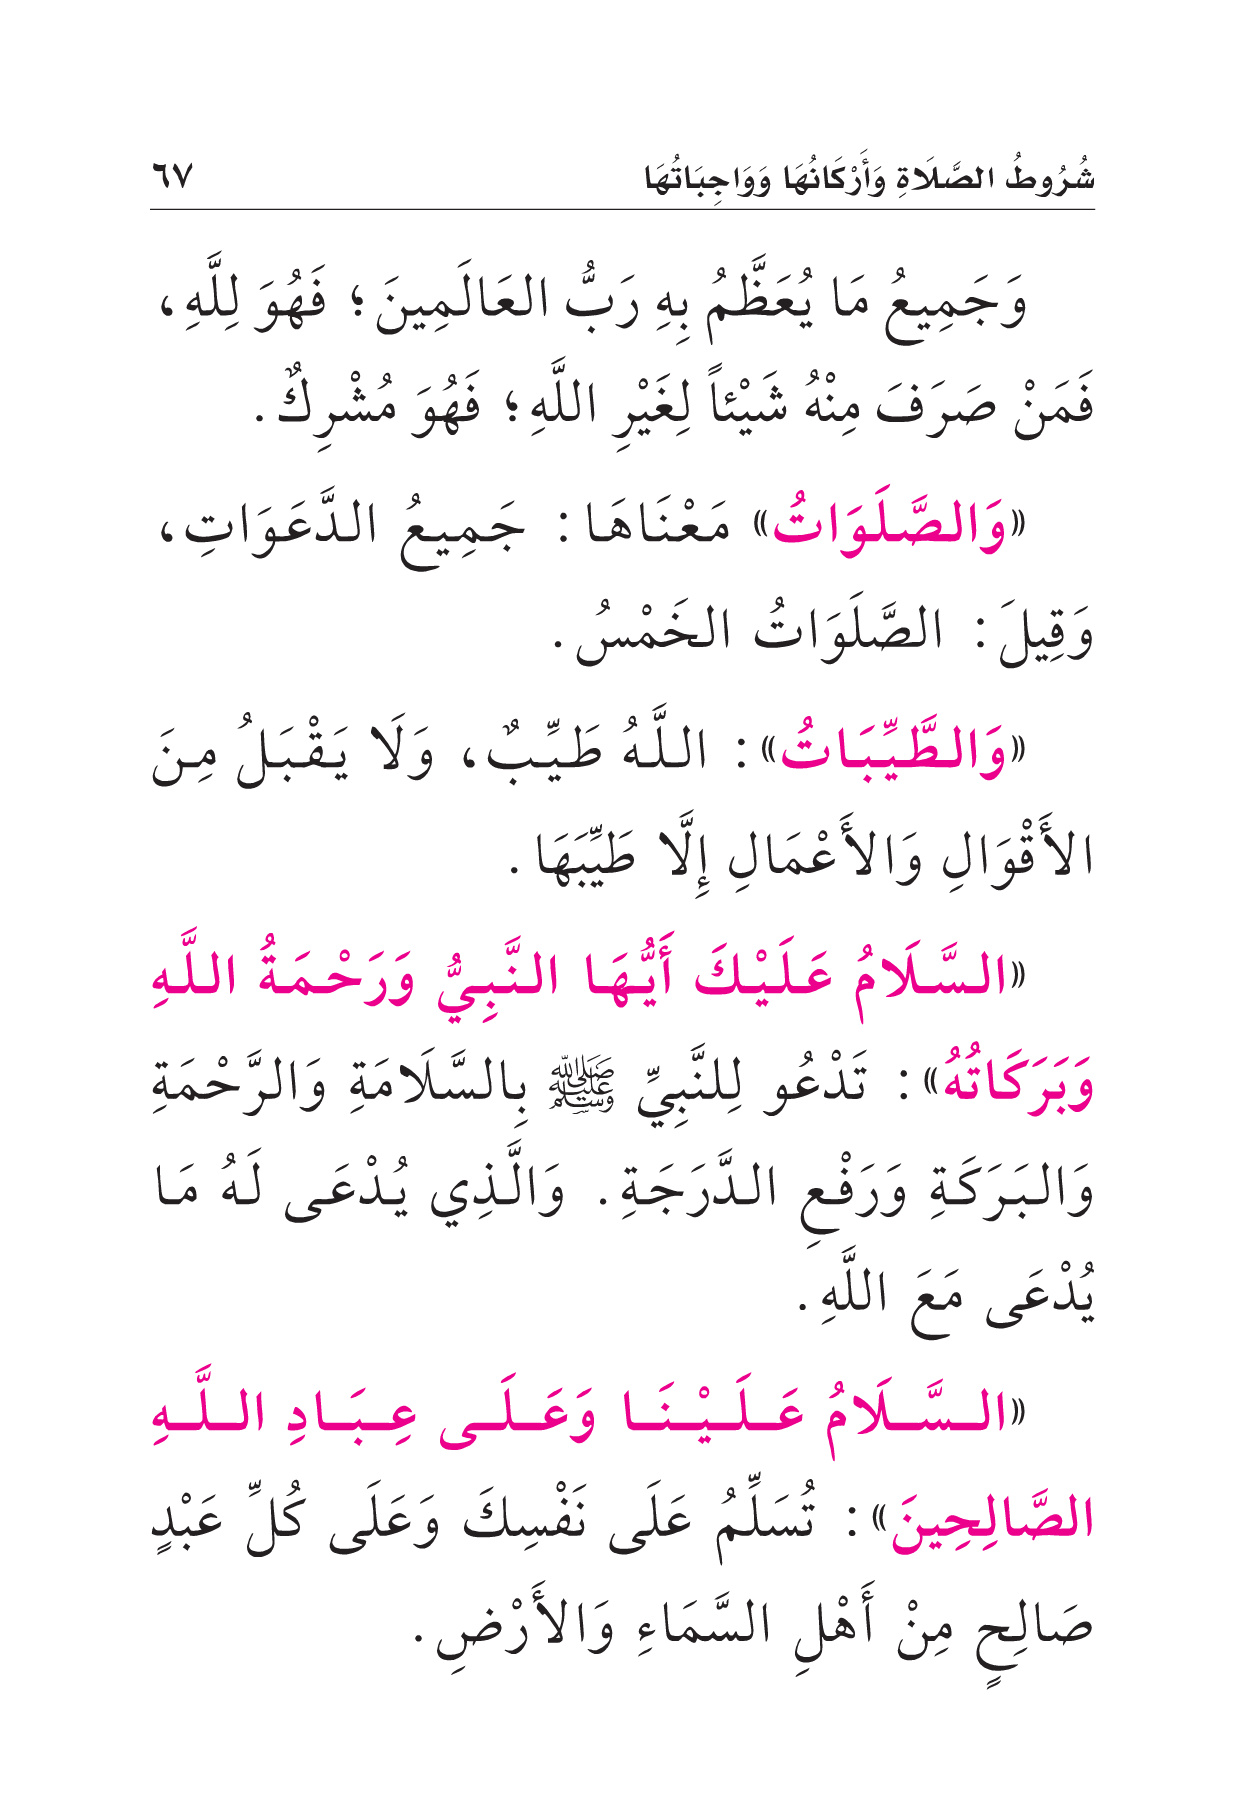 شُرُوطُ الصَّلَاةِ وَأَرْكَانُهَا وَوَاجِبَاتُهَا ٦٧
وَجَمِيعُ مَا يُعَظَّمُ بِهِ رَبُّ العَالَمِينَ؛ فَهُوَ لِلَّهِ،
فَمَنْ صَرَفَ مِنْهُ شَيْئاً لِغَيْرِ اللَّهِ؛ فَهُوَ مُشْرِكٌ.
«وَالصَّلَوَاتُ» مَعْنَاهَا: جَمِيعُ الدَّعَوَاتِ،
وَقِيلَ: الصَّلَوَاتُ الخَمْسُ.
«وَالطَّيِّبَاتُ»: اللَّهُ طَيِّبٌ، وَلَا يَقْبَلُ مِنَ
الأَقْوَالِ وَالأَعْمَالِ إِلَّا طَيِّبَهَا.
«السَّلَامُ عَلَيْكَ أَيُّهَا النَّبِيُّ وَرَحْمَةُ اللَّهِ
وَبَرَكَاتُهُ»: تَدْعُو لِلنَّبِيِّ ﷺ بِالسَّلَامَةِ وَالرَّحْمَةِ
وَالبَرَكَةِ وَرَفْعِ الدَّرَجَةِ. وَالَّذِي يُدْعَى لَهُ مَا
يُدْعَى مَعَ اللَّهِ.
«السَّلَامُ عَلَيْنَا وَعَلَى عِبَادِ اللَّهِ
الصَّالِحِينَ»: تُسَلِّمُ عَلَى نَفْسِكَ وَعَلَى كُلِّ عَبْدٍ
صَالِحٍ مِنْ أَهْلِ السَّمَاءِ وَالأَرْضِ.